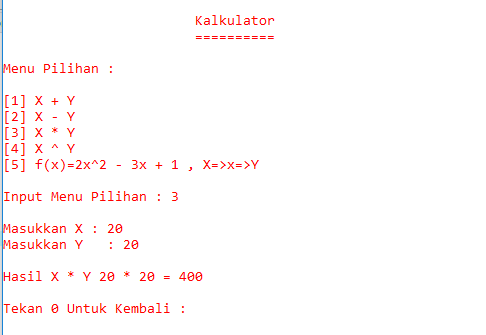 Kalkulator
==========
Menu Pilihan :
[1] X + Y
[2] X - Y
[3] X * Y
[4] X ^ Y
[5] f(x)=2x^2 - 3x + 1 , X=>x=>Y
Input Menu Pilihan : 3
Masukkan X : 20
Masukkan Y   : 20
Hasil X * Y 20 * 20 = 400
Tekan 0 Untuk Kembali :